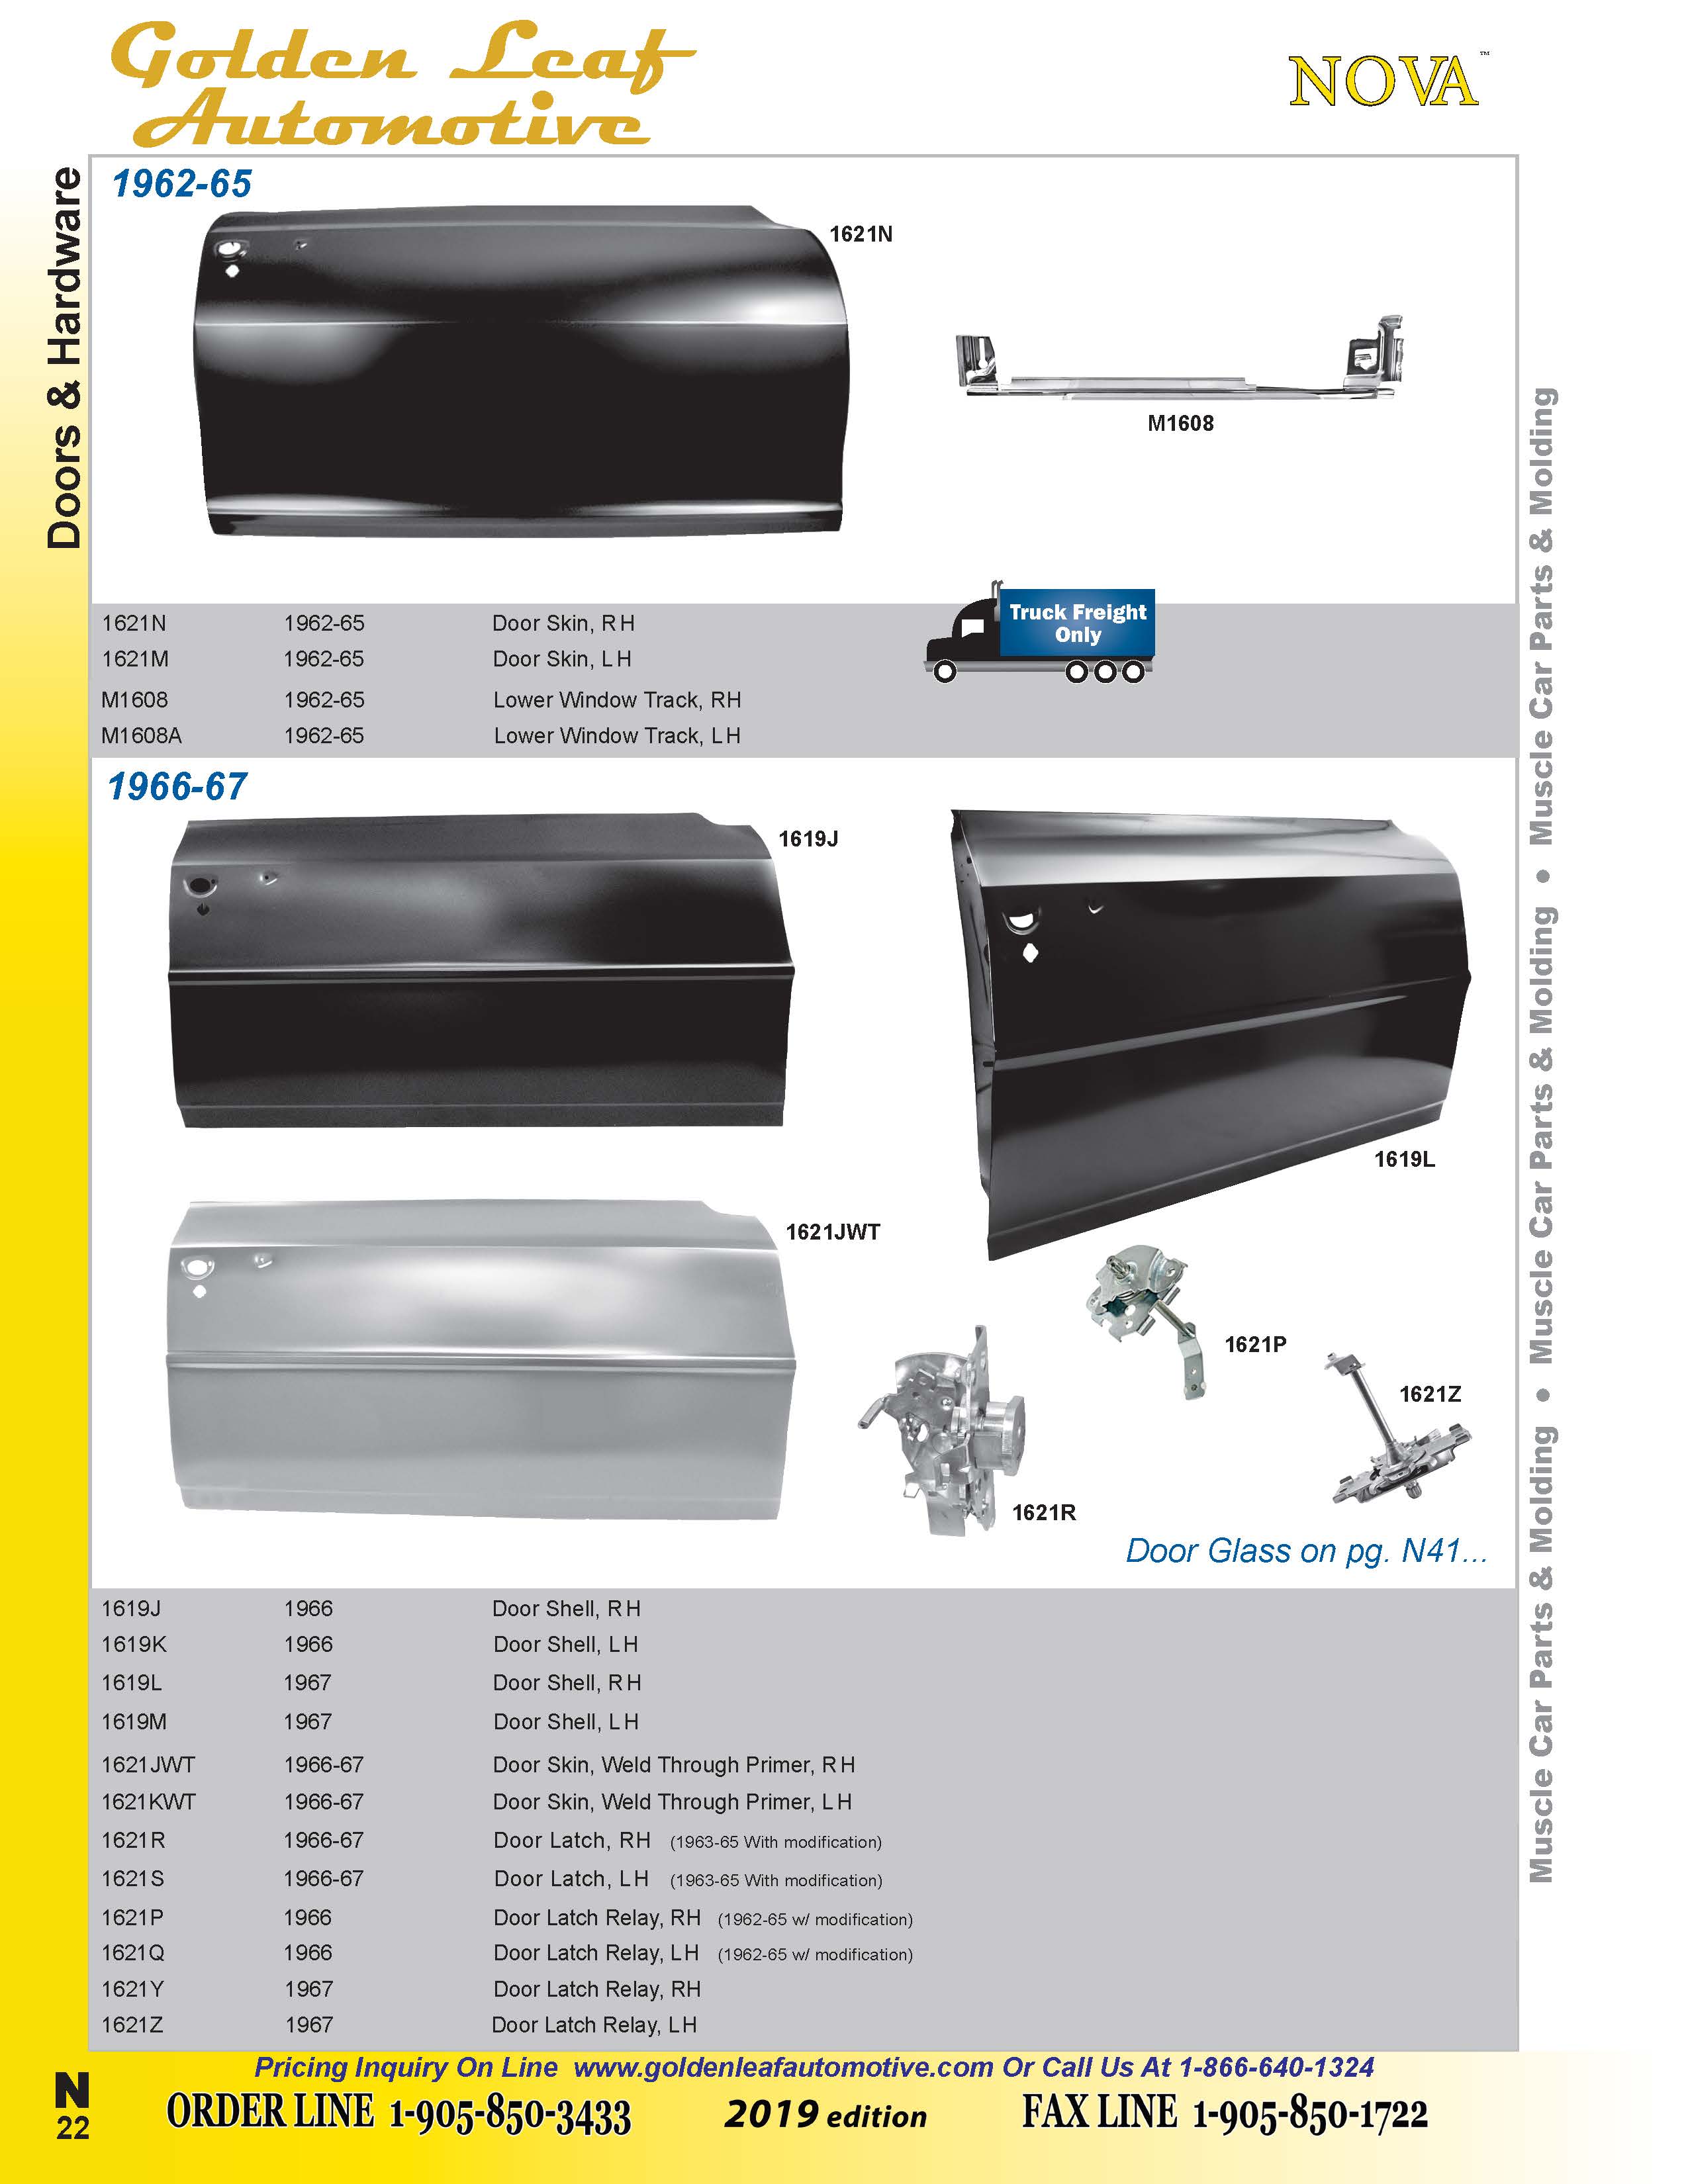 Golden Leaf
Automotive
NOVA™
Doors & Hardware
1962-65
1621N
M1608
Truck Freight
Only
1621N 1962-65 Door Skin, RH
1621M 1962-65 Door Skin, LH
M1608 1962-65 Lower Window Track, RH
M1608A 1962-65 Lower Window Track, LH
1966-67
1619J
1619L
1621JWT
1621P
1621Z
1621R
Door Glass on pg. N41...
1619J 1966 Door Shell, RH
1619K 1966 Door Shell, LH
1619L 1967 Door Shell, RH
1619M 1967 Door Shell, LH
1621JWT 1966-67 Door Skin, Weld Through Primer, RH
1621KWT 1966-67 Door Skin, Weld Through Primer, LH
1621R 1966-67 Door Latch, RH (1963-65 With modification)
1621S 1966-67 Door Latch, LH (1963-65 With modification)
1621P 1966 Door Latch Relay, RH (1962-65 w/ modification)
1621Q 1966 Door Latch Relay, LH (1962-65 w/ modification)
1621Y 1967 Door Latch Relay, RH
1621Z 1967 Door Latch Relay, LH
Muscle Car Parts & Molding • Muscle Car Parts & Molding • Muscle Car Parts & Molding
Pricing Inquiry On Line www.goldenleafautomotive.com Or Call Us At 1-866-640-1324
N
22
ORDER LINE 1-905-850-3433 2019 edition FAX LINE 1-905-850-1722